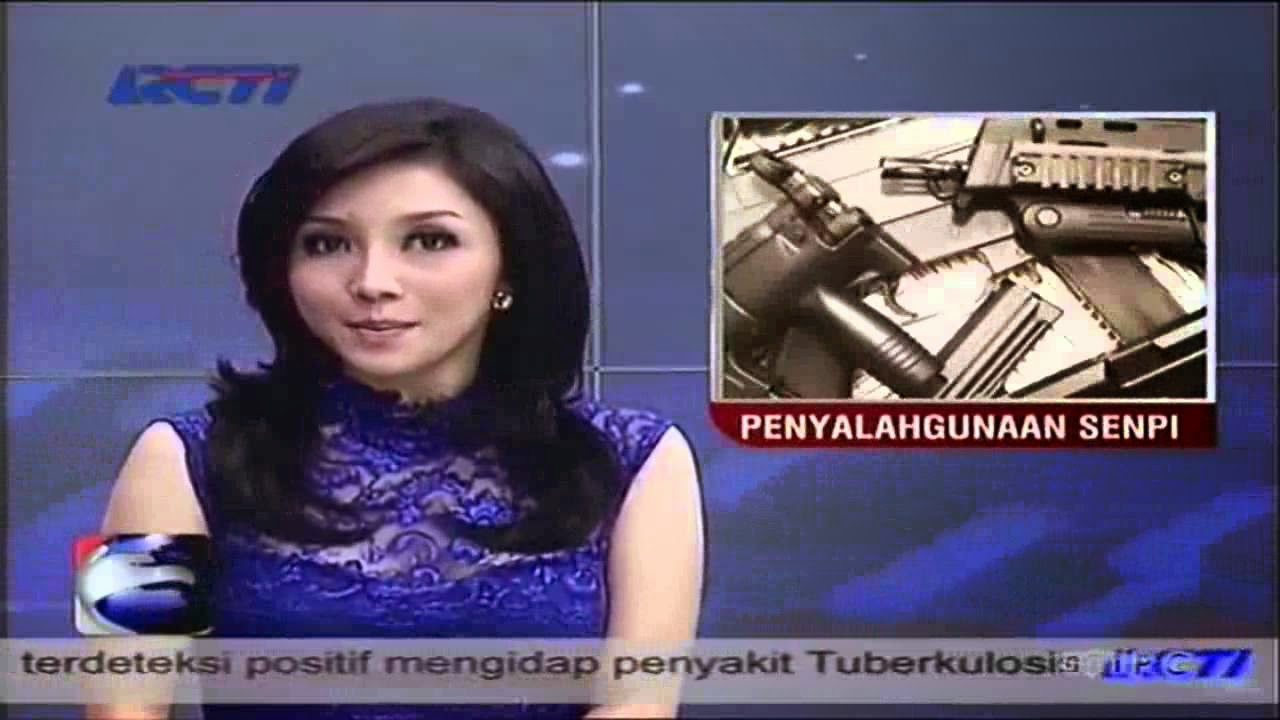 RCTI
PENYALAHGUNAAN SENPI
terdeteksi positif mengidap penyakit Tuberkulosis
RCTI